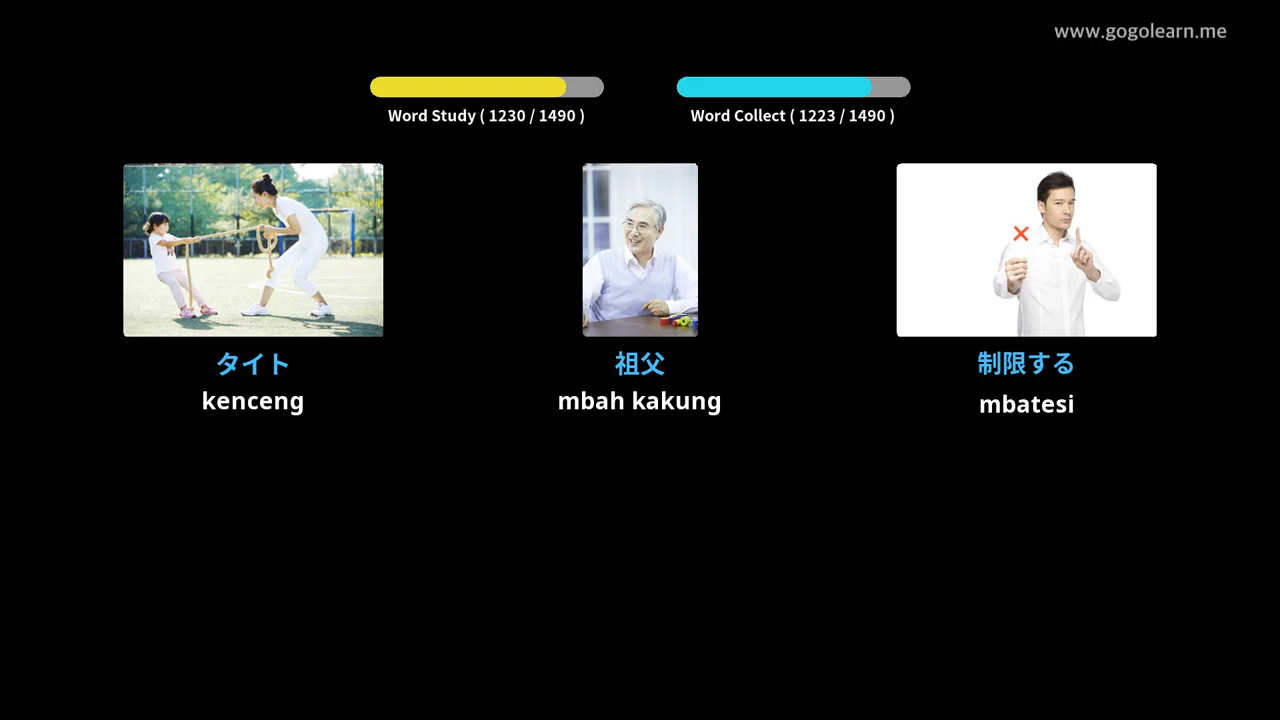 www.gogolearn.me
Word Study ( 1230 / 1490 )
Word Collect ( 1223 / 1490 )
タイト
kenceng
祖父
mbah kakung
制限する
mbatesi